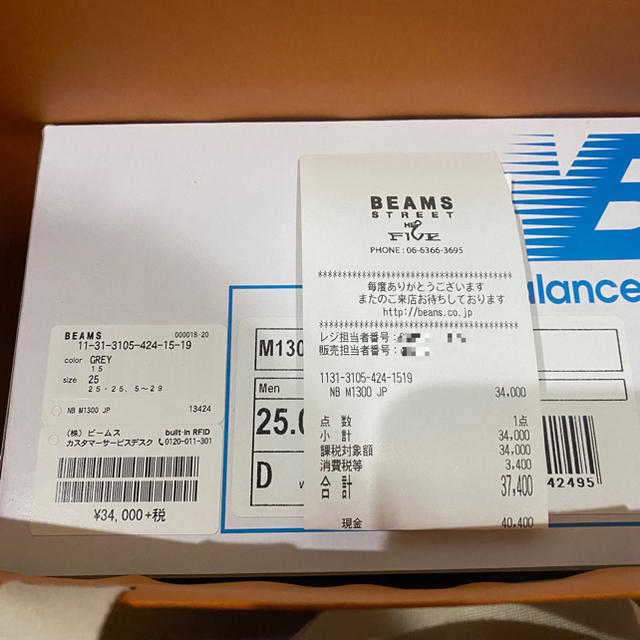 BEAMS
STREET
HEP
FIVE
PHONE:06-6366-3695
毎度ありがとうございます
またのご来店お待ちしております
http://beams.co.jp
レジ担当者番号:
販売担当者番号:
1131-3105-424-1519
NB M1300 JP 34,000
点 数 1点
小 計 34,000
課税対象額 34,000
消費税等 3,400
合 計 37,400
現金 40,400
BEAMS 000018-20
11-31-3105-424-15-19
color GREY
15
size 25
25・25.5~29
NB M1300 JP 13424
(株) ビームス built-in RFID
カスタマーサービスデスク 0120-011-301
¥34,000+税
M130
Men
25.0
D W
42495
alance